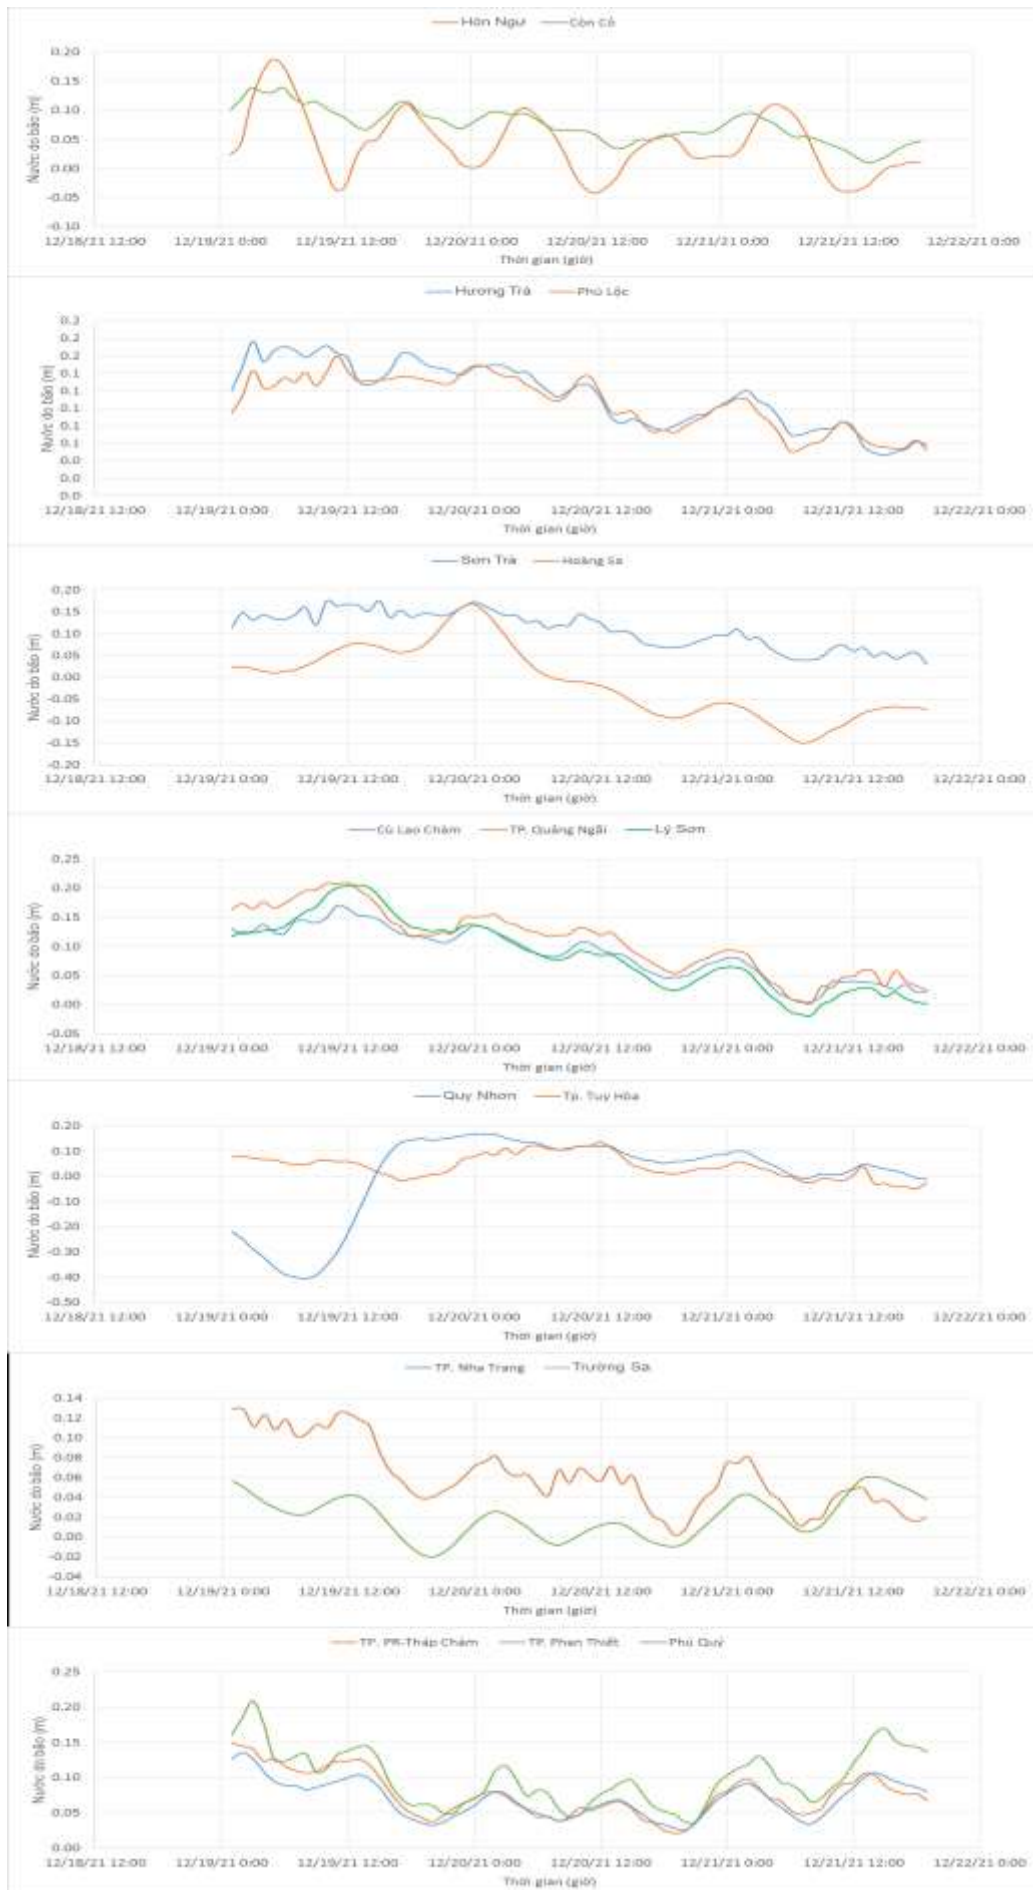 Hòn Ngư Cồn Cỏ
0.20
0.15
0.10
0.05
0.00
-0.05
-0.10
Nước do bão (m)
12/18/21 12:00 12/19/21 0:00 12/19/21 12:00 12/20/21 0:00 12/20/21 12:00 12/21/21 0:00 12/21/21 12:00 12/22/21 0:00
Thời gian (giờ)
Hương Trà Phú Lộc
0.2
0.2
0.2
0.1
0.1
0.1
0.1
0.1
0.0
0.0
0.0
Nước do bão (m)
12/18/21 12:00 12/19/21 0:00 12/19/21 12:00 12/20/21 0:00 12/20/21 12:00 12/21/21 0:00 12/21/21 12:00 12/22/21 0:00
Thời gian (giờ)
Sơn Trà Hoàng Sa
0.20
0.15
0.10
0.05
0.00
-0.05
-0.10
-0.15
-0.20
Nước do bão (m)
12/18/21 12:00 12/19/21 0:00 12/19/21 12:00 12/20/21 0:00 12/20/21 12:00 12/21/21 0:00 12/21/21 12:00 12/22/21 0:00
Thời gian (giờ)
Cù Lao Chàm TP. Quảng Ngãi Lý Sơn
0.25
0.20
0.15
0.10
0.05
0.00
-0.05
Nước do bão (m)
12/18/21 12:00 12/19/21 0:00 12/19/21 12:00 12/20/21 0:00 12/20/21 12:00 12/21/21 0:00 12/21/21 12:00 12/22/21 0:00
Thời gian (giờ)
Quy Nhơn Tp. Tuy Hòa
0.20
0.10
0.00
-0.10
-0.20
-0.30
-0.40
-0.50
Nước do bão (m)
12/18/21 12:00 12/19/21 0:00 12/19/21 12:00 12/20/21 0:00 12/20/21 12:00 12/21/21 0:00 12/21/21 12:00 12/22/21 0:00
Thời gian (giờ)
TP. Nha Trang Trường Sa
0.14
0.12
0.10
0.08
0.06
0.04
0.02
0.00
-0.02
-0.04
Nước do bão (m)
12/18/21 12:00 12/19/21 0:00 12/19/21 12:00 12/20/21 0:00 12/20/21 12:00 12/21/21 0:00 12/21/21 12:00 12/22/21 0:00
Thời gian (giờ)
TP. PR-Tháp Chàm TP. Phan Thiết Phú Quý
0.25
0.20
0.15
0.10
0.05
0.00
Nước do bão (m)
12/18/21 12:00 12/19/21 0:00 12/19/21 12:00 12/20/21 0:00 12/20/21 12:00 12/21/21 0:00 12/21/21 12:00 12/22/21 0:00
Thời gian (giờ)